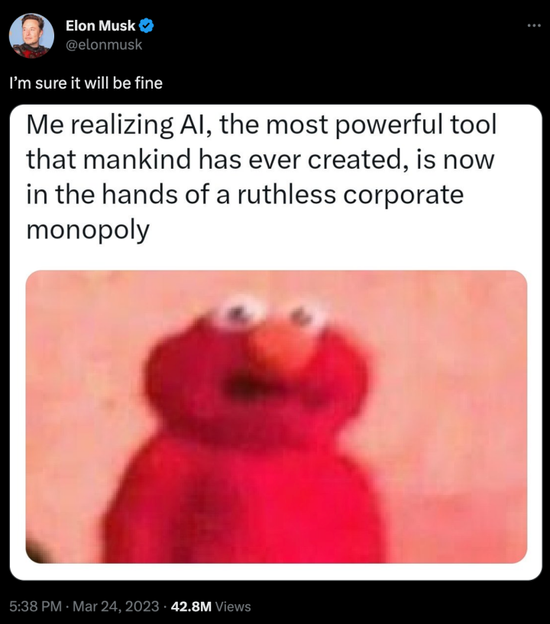 Elon Musk
@elonmusk
I’m sure it will be fine
Me realizing AI, the most powerful tool
that mankind has ever created, is now
in the hands of a ruthless corporate
monopoly
5:38 PM · Mar 24, 2023 · 42.8M Views